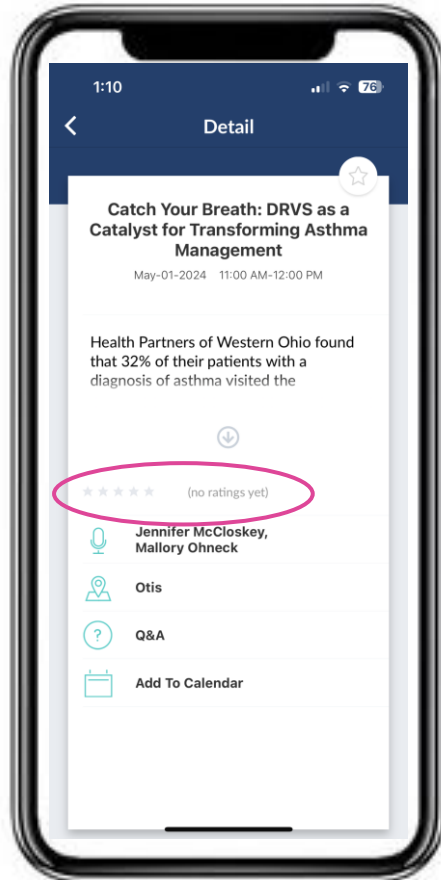 1:10
76
Detail
Catch Your Breath: DRVS as a
Catalyst for Transforming Asthma
Management
May-01-2024 11:00 AM-12:00 PM
Health Partners of Western Ohio found
that 32% of their patients with a
diagnosis of asthma visited the
(no ratings yet)
Jennifer McCloskey,
Mallory Ohneck
Otis
? Q&A
Add To Calendar